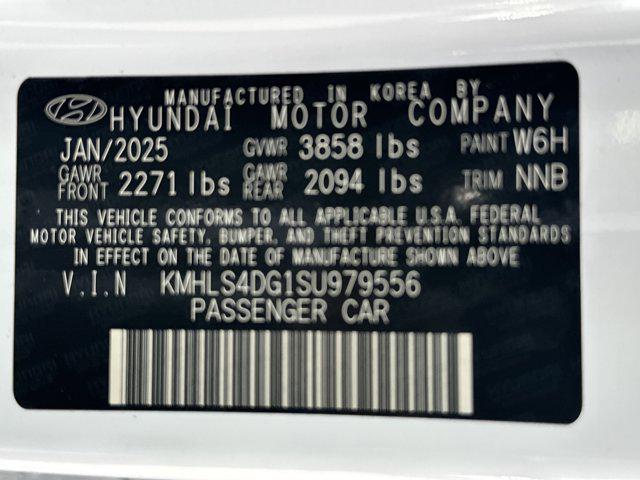 MANUFACTURED IN KOREA BY
HYUNDAI MOTOR COMPANY
JAN/2025 GVWR 3858 lbs PAINT W6H
GAWR FRONT 2271 lbs GAWR REAR 2094 lbs TRIM NNB
THIS VEHICLE CONFORMS TO ALL APPLICABLE U.S.A. FEDERAL
MOTOR VEHICLE SAFETY, BUMPER, AND THEFT PREVENTION STANDARDS
IN EFFECT ON THE DATE OF MANUFACTURE SHOWN ABOVE
V.I.N KMHLS4DG1SU979556
PASSENGER CAR